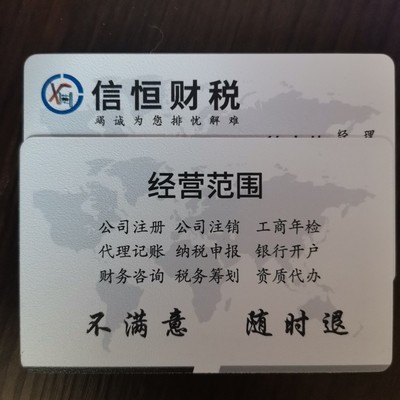 信恒财税
竭诚为您排忧解难
经理
经营范围
公司注册 公司注销 工商年检
代理记账 纳税申报 银行开户
财务咨询 税务筹划 资质代办
不满意 随时退